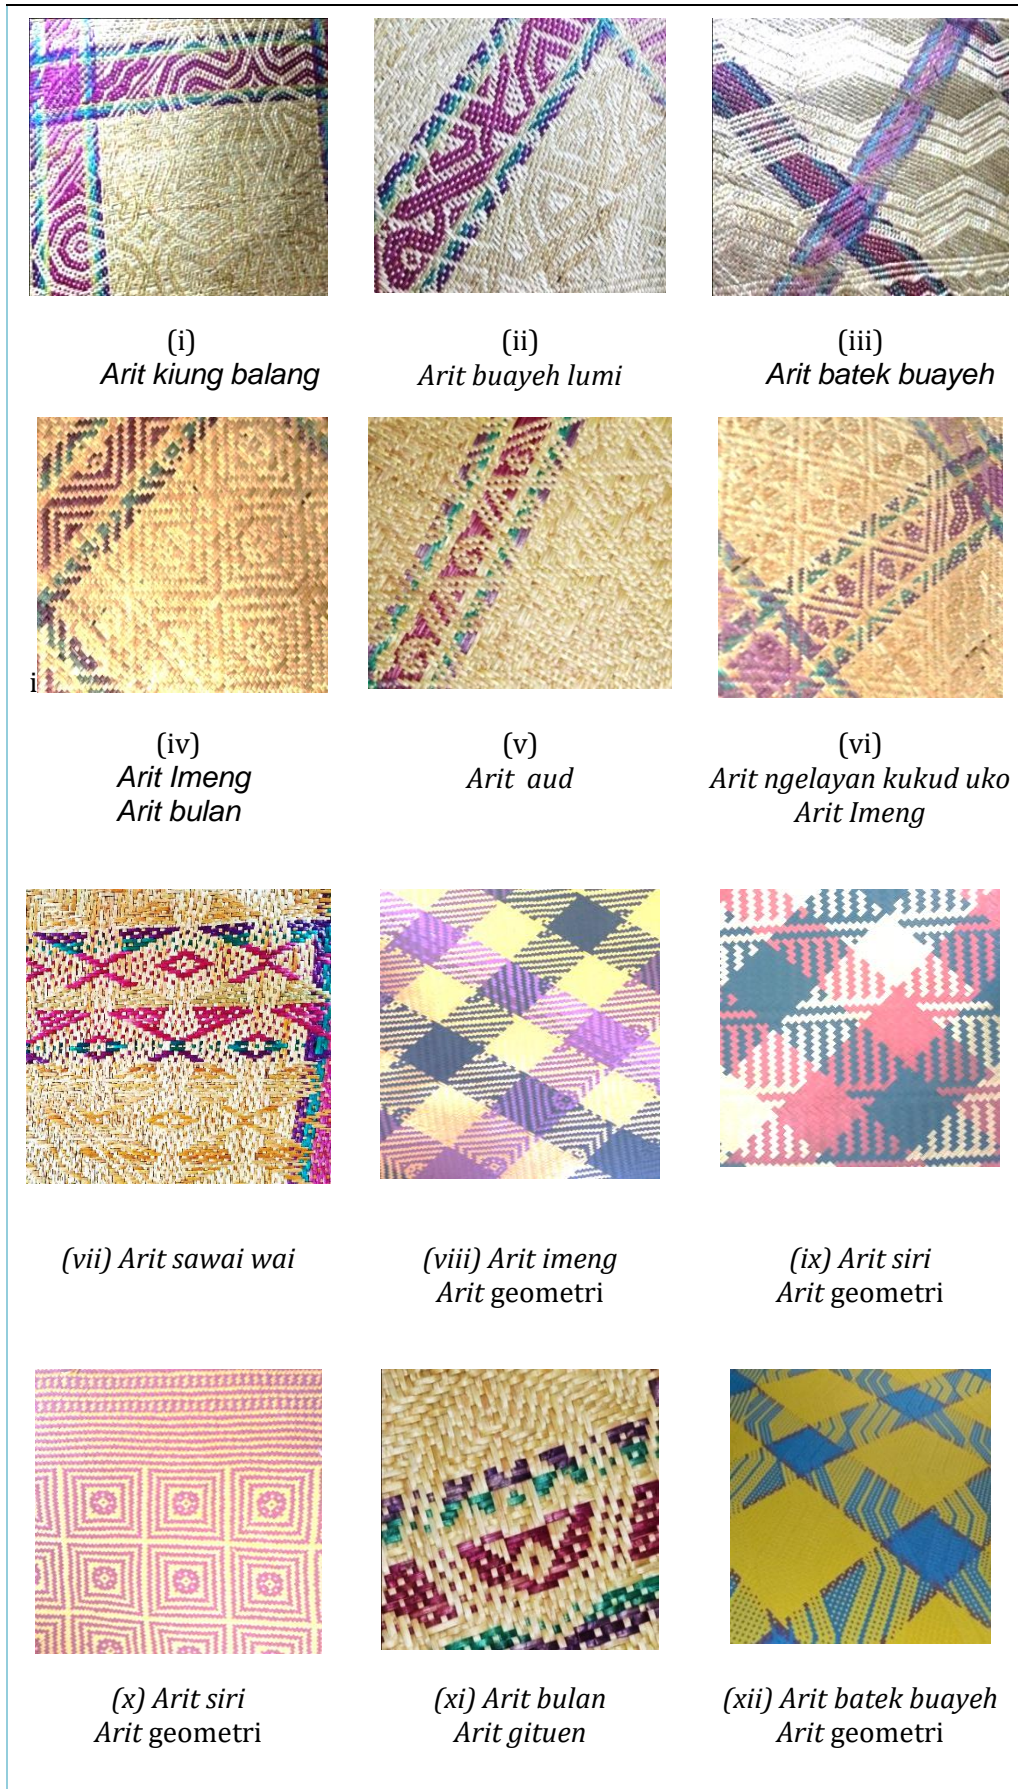 (i)
Arit kiung balang
(ii)
Arit buayeh lumi
(iii)
Arit batek buayeh
i
(iv)
Arit Imeng
Arit bulan
(v)
Arit aud
(vi)
Arit ngelayan kukud uko
Arit Imeng
(vii) Arit sawai wai
(viii) Arit imeng
Arit geometri
(ix) Arit siri
Arit geometri
(x) Arit siri
Arit geometri
(xi) Arit bulan
Arit gituen
(xii) Arit batek buayeh
Arit geometri